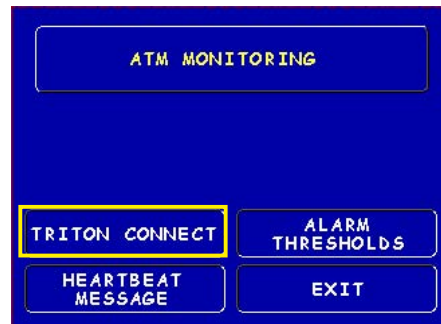 ATM MONITORING
TRITON CONNECT
ALARM
THRESHOLDS
HEARTBEAT
MESSAGE
EXIT